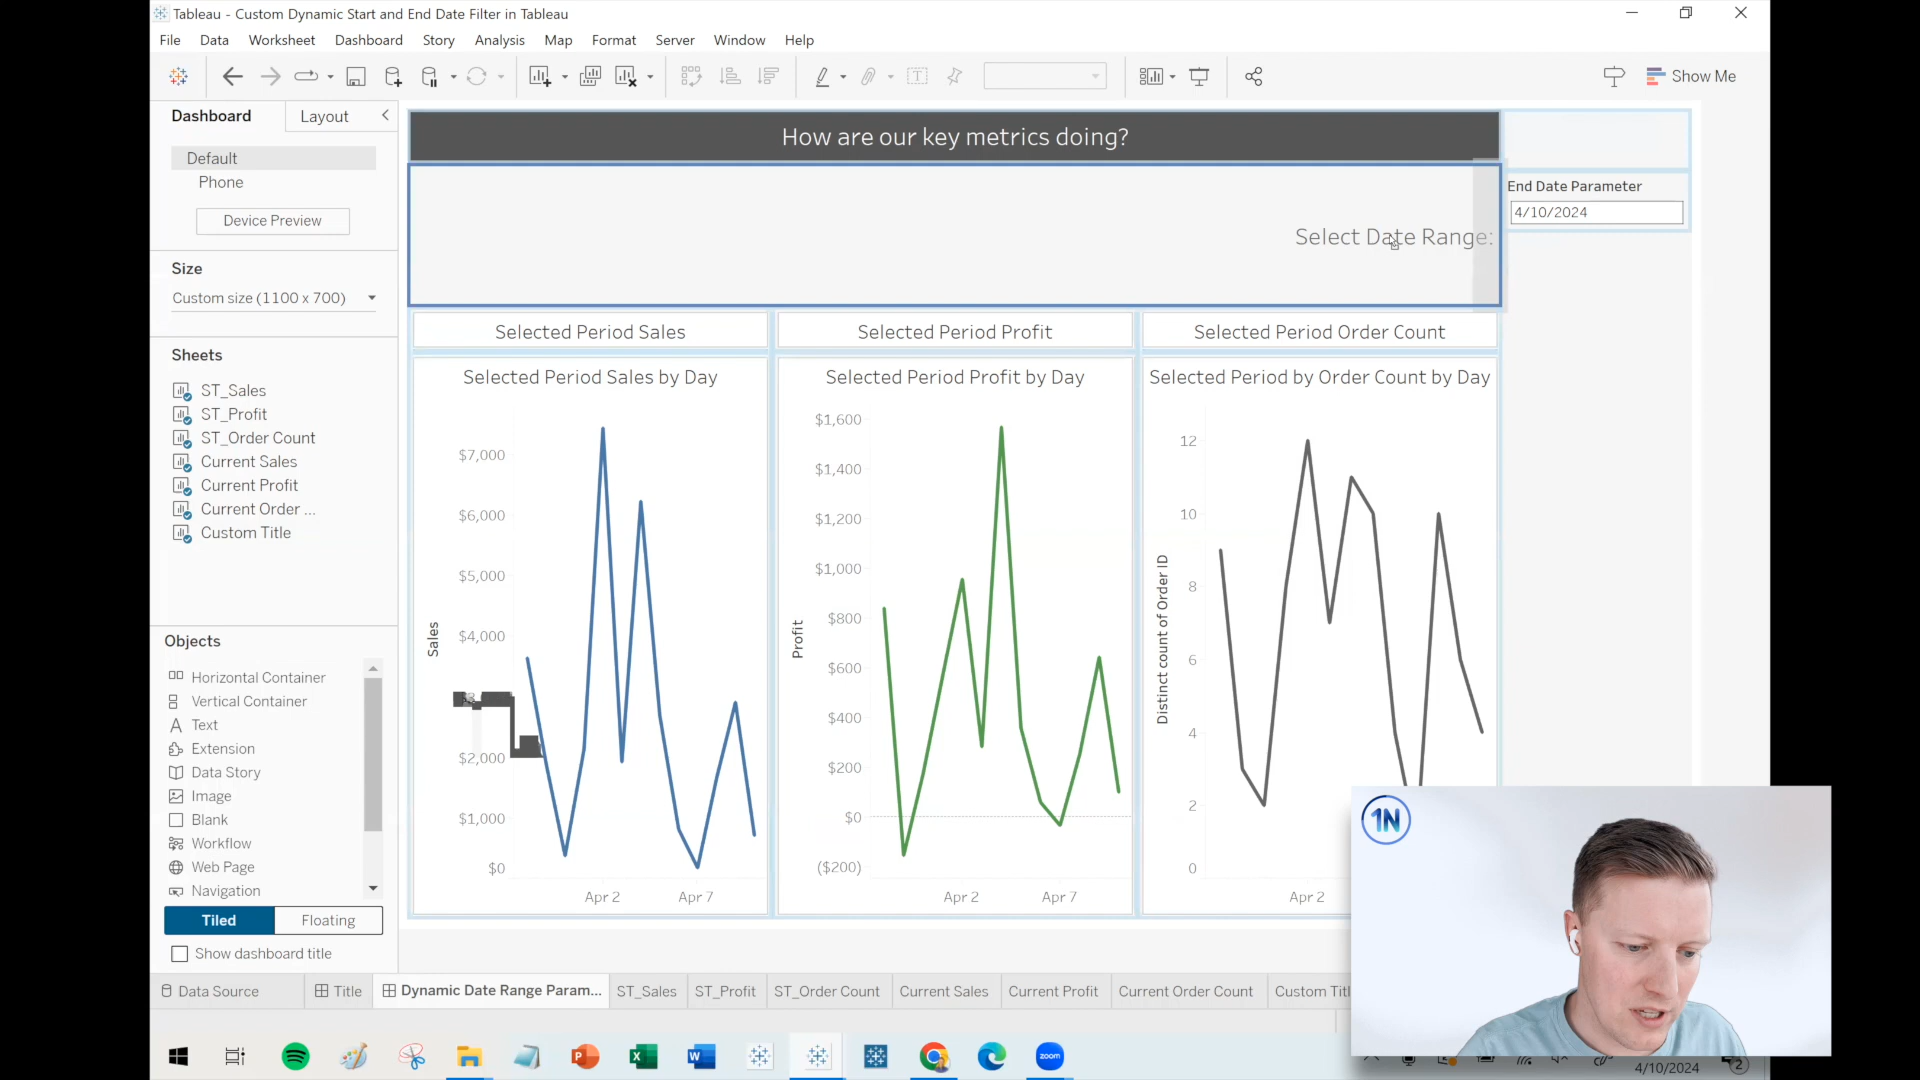 Tableau - Custom Dynamic Start and End Date Filter in Tableau
File Data Worksheet Dashboard Story Analysis Map Format Server Window Help
Show Me
Dashboard
Layout
Default
Phone
Device Preview
Size
Custom size (1100 x 700)
Sheets
ST_Sales
ST_Profit
ST_Order Count
Current Sales
Current Profit
Current Order ...
Custom Title
Objects
Horizontal Container
Vertical Container
Text
Extension
Data Story
Image
Blank
Workflow
Web Page
Navigation
Tiled
Floating
Show dashboard title
How are our key metrics doing?
Select Date Range:
End Date Parameter
4/10/2024
Selected Period Sales
Selected Period Profit
Selected Period Order Count
Selected Period Sales by Day
$7,000
$6,000
$5,000
$4,000
$2,000
$1,000
$0
Sales
Apr 2
Apr 7
Selected Period Profit by Day
$1,600
$1,400
$1,200
$1,000
$800
$600
$400
$200
$0
($200)
Profit
Apr 2
Apr 7
Selected Period by Order Count by Day
12
10
8
6
4
2
0
Distinct count of Order ID
Apr 2
1N
Data Source
Title
Dynamic Date Range Param...
ST_Sales
ST_Profit
ST_Order Count
Current Sales
Current Profit
Current Order Count
Custom Titl
zoom
4/10/2024
2